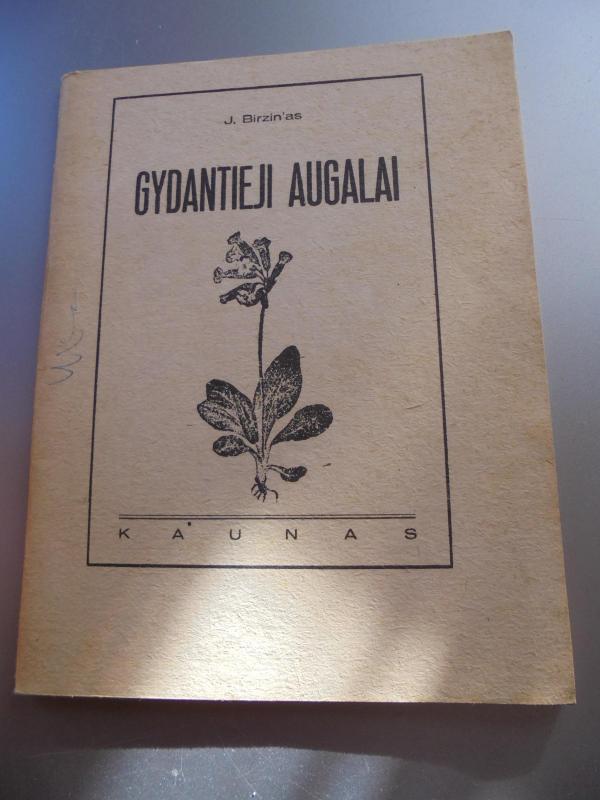 J. Birzin'as
GYDANTIEJI AUGALAI
KAUNAS